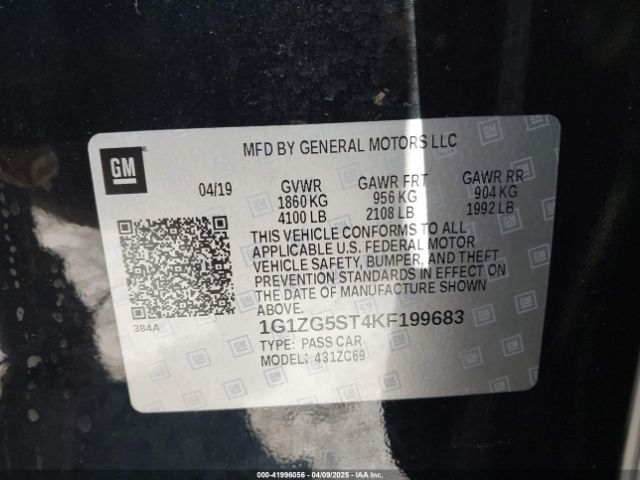 GM
MFD BY GENERAL MOTORS LLC
04/19 GVWR GAWR FRT GAWR RR
1860 KG 956 KG 904 KG
4100 LB 2108 LB 1992 LB
THIS VEHICLE CONFORMS TO ALL
APPLICABLE U.S. FEDERAL MOTOR
VEHICLE SAFETY, BUMPER, AND THEFT
PREVENTION STANDARDS IN EFFECT ON
THE DATE OF MANUFACTURE SHOWN
ABOVE.
384A
1G1ZG5ST4KF199683
TYPE: PASS CAR
MODEL: 431ZC69
000-41996056 - 04/09/2025 - IAAI.COM